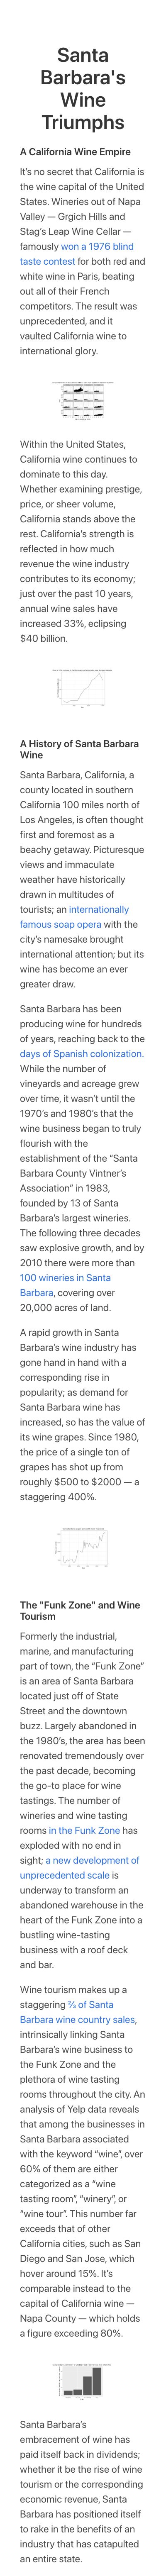 Santa
Barbara's
Wine
Triumphs
A California Wine Empire
It's no secret that California is
the wine capital of the United
States. Wineries out of Napa
Valley — Grgich Hills and
Stag's Leap Wine Cellar —
famously won a 1976 blind
taste contest for both red and
white wine in Paris, beating
out all of their French
competitors. The result was
unprecedented, and it
vaulted California wine to
international glory.
Within the United States,
California wine continues to
dominate to this day.
Whether examining prestige,
price, or sheer volume,
California stands above the
rest. California's strength is
reflected in how much
revenue the wine industry
contributes to its economy;
just over the past 10 years,
annual wine sales have
increased 33%, eclipsing
$40 billion.
A History of Santa Barbara
Wine
Santa Barbara, California, a
county located in southern
California 100 miles north of
Los Angeles, is often thought
first and foremost as a
beachy getaway. Picturesque
views and immaculate
weather have historically
drawn in multitudes of
tourists; an internationally
famous soap opera with the
city's namesake brought
international attention; but its
wine has become an ever
greater draw.
Santa Barbara has been
producing wine for hundreds
of years, reaching back to the
days of Spanish colonization.
While the number of
vineyards and acreage grew
over time, it wasn't until the
1970's and 1980's that the
wine business began to truly
flourish with the
establishment of the “Santa
Barbara County Vintner's
Association” in 1983,
founded by 13 of Santa
Barbara's largest wineries.
The following three decades
saw explosive growth, and by
2010 there were more than
100 wineries in Santa
Barbara, covering over
20,000 acres of land.
A rapid growth in Santa
Barbara's wine industry has
gone hand in hand with a
corresponding rise in
popularity; as demand for
Santa Barbara wine has
increased, so has the value of
its wine grapes. Since 1980,
the price of a single ton of
grapes has shot up from
roughly $500 to $2000 — a
staggering 400%.
The "Funk Zone" and Wine
Tourism
Formerly the industrial,
marine, and manufacturing
part of town, the “Funk Zone”
is an area of Santa Barbara
located just off of State
Street and the downtown
buzz. Largely abandoned in
the 1980's, the area has been
renovated tremendously over
the past decade, becoming
the go-to place for wine
tastings. The number of
wineries and wine tasting
rooms in the Funk Zone has
exploded with no end in
sight; a new development of
unprecedented scale is
underway to transform an
abandoned warehouse in the
heart of the Funk Zone into a
bustling wine-tasting
business with a roof deck
and bar.
Wine tourism makes up a
staggering ⅔ of Santa
Barbara wine country sales,
intrinsically linking Santa
Barbara's wine business to
the Funk Zone and the
plethora of wine tasting
rooms throughout the city. An
analysis of Yelp data reveals
that among the businesses in
Santa Barbara associated
with the keyword “wine”, over
60% of them are either
categorized as a “wine
tasting room”, “winery”, or
“wine tour”. This number far
exceeds that of other
California cities, such as San
Diego and San Jose, which
hover around 15%. It's
comparable instead to the
capital of California wine —
Napa County — which holds
a figure exceeding 80%.
Santa Barbara's
embracement of wine has
paid itself back in dividends;
whether it be the rise of wine
tourism or the corresponding
economic revenue, Santa
Barbara has positioned itself
to rake in the benefits of an
industry that has catapulted
an entire state.